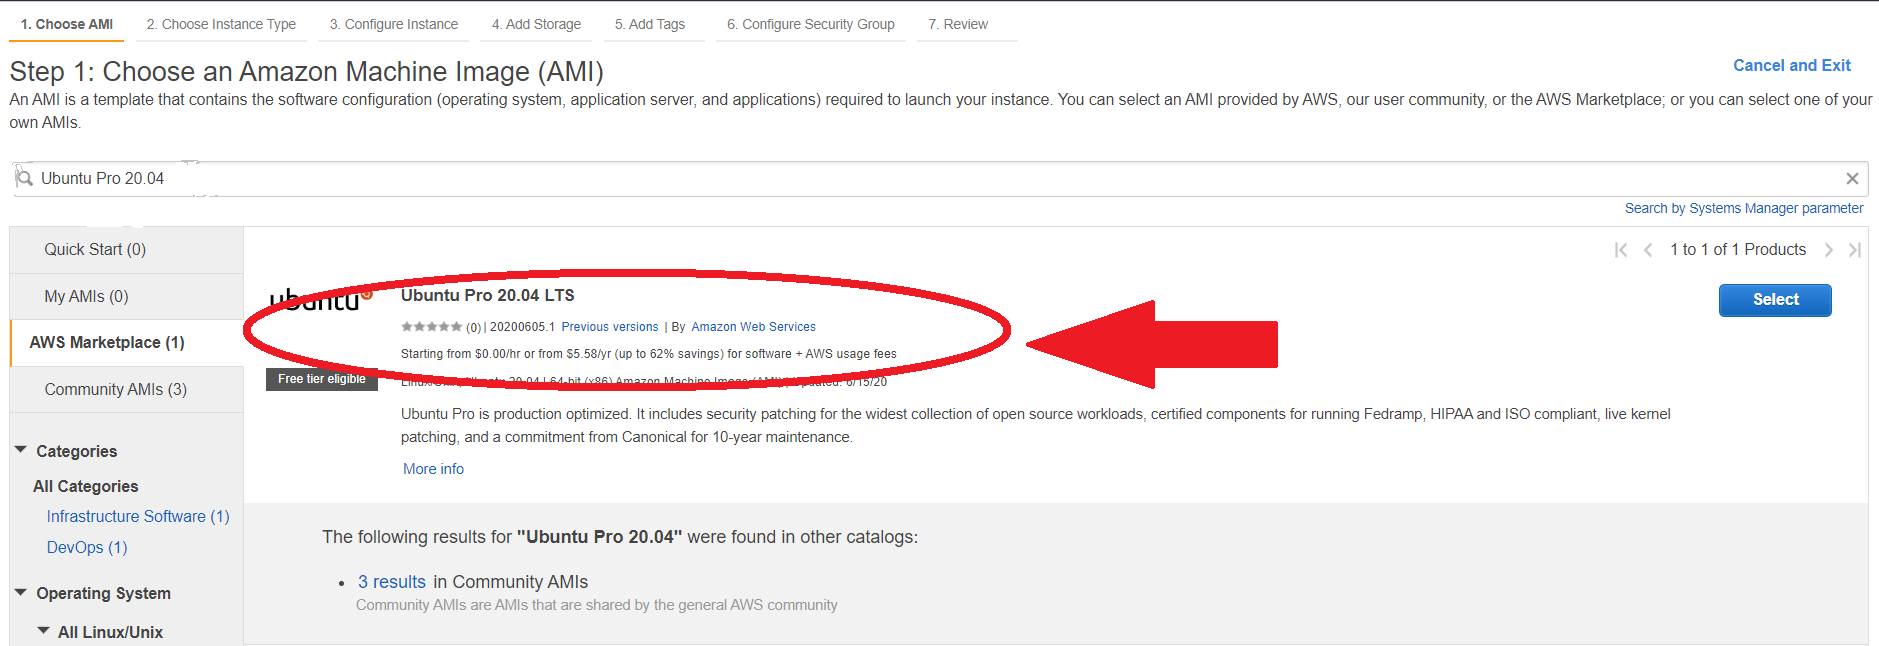 1. Choose AMI 2. Choose Instance Type 3. Configure Instance 4. Add Storage 5. Add Tags 6. Configure Security Group 7. Review
Step 1: Choose an Amazon Machine Image (AMI)
Cancel and Exit
An AMI is a template that contains the software configuration (operating system, application server, and applications) required to launch your instance. You can select an AMI provided by AWS, our user community, or the AWS Marketplace; or you can select one of your
own AMIs.
Ubuntu Pro 20.04
Search by Systems Manager parameter
Quick Start (0)
My AMIs (0)
AWS Marketplace (1)
Community AMIs (3)
Categories
All Categories
Infrastructure Software (1)
DevOps (1)
Operating System
All Linux/Unix
1 to 1 of 1 Products
ubuntu
Free tier eligible
Ubuntu Pro 20.04 LTS
(0) | 20200605.1 Previous versions | By Amazon Web Services
Starting from $0.00/hr or from $5.58/yr (up to 62% savings) for software + AWS usage fees
Linux/Unix, Ubuntu 20.04 | 64-bit (x86) Amazon Machine Image (AMI) | Updated: 6/15/20
Ubuntu Pro is production optimized. It includes security patching for the widest collection of open source workloads, certified components for running Fedramp, HIPAA and ISO compliant, live kernel
patching, and a commitment from Canonical for 10-year maintenance.
More info
Select
The following results for "Ubuntu Pro 20.04" were found in other catalogs:
• 3 results in Community AMIs
Community AMIs are AMIs that are shared by the general AWS community